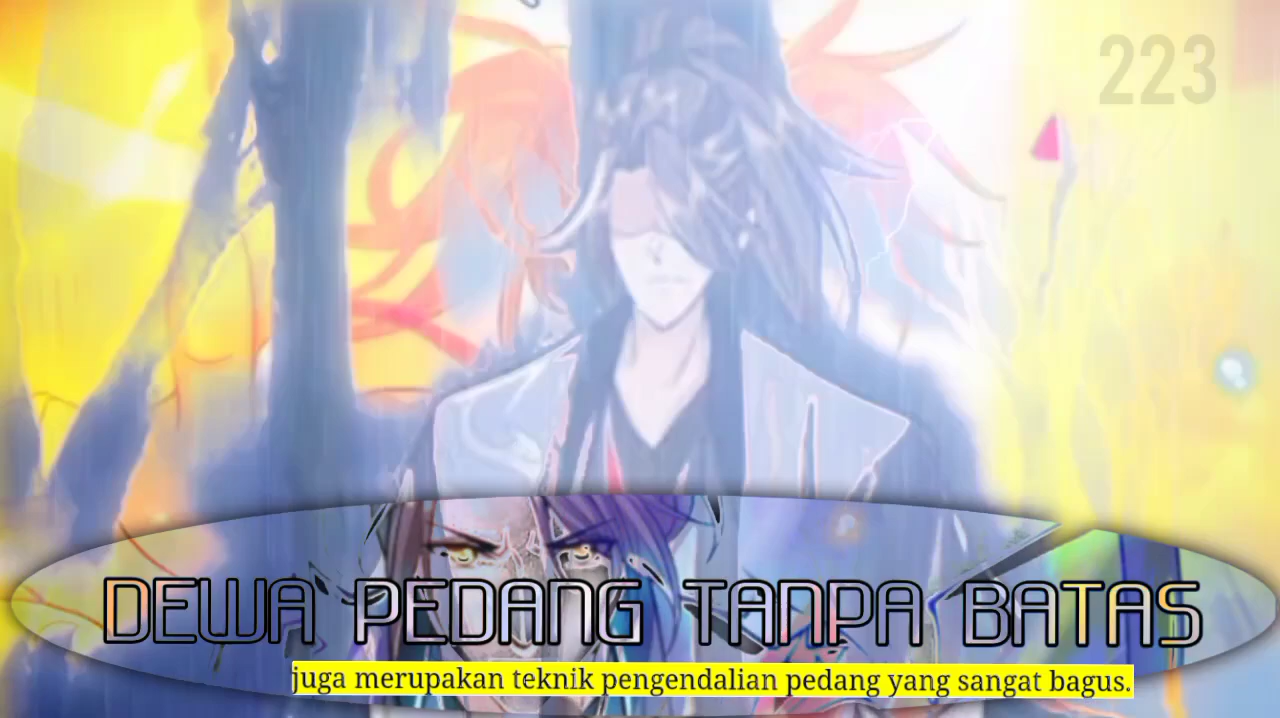 223
DEWA PEDANG TANPA BATAS
juga merupakan teknik pengendalian pedang yang sangat bagus.